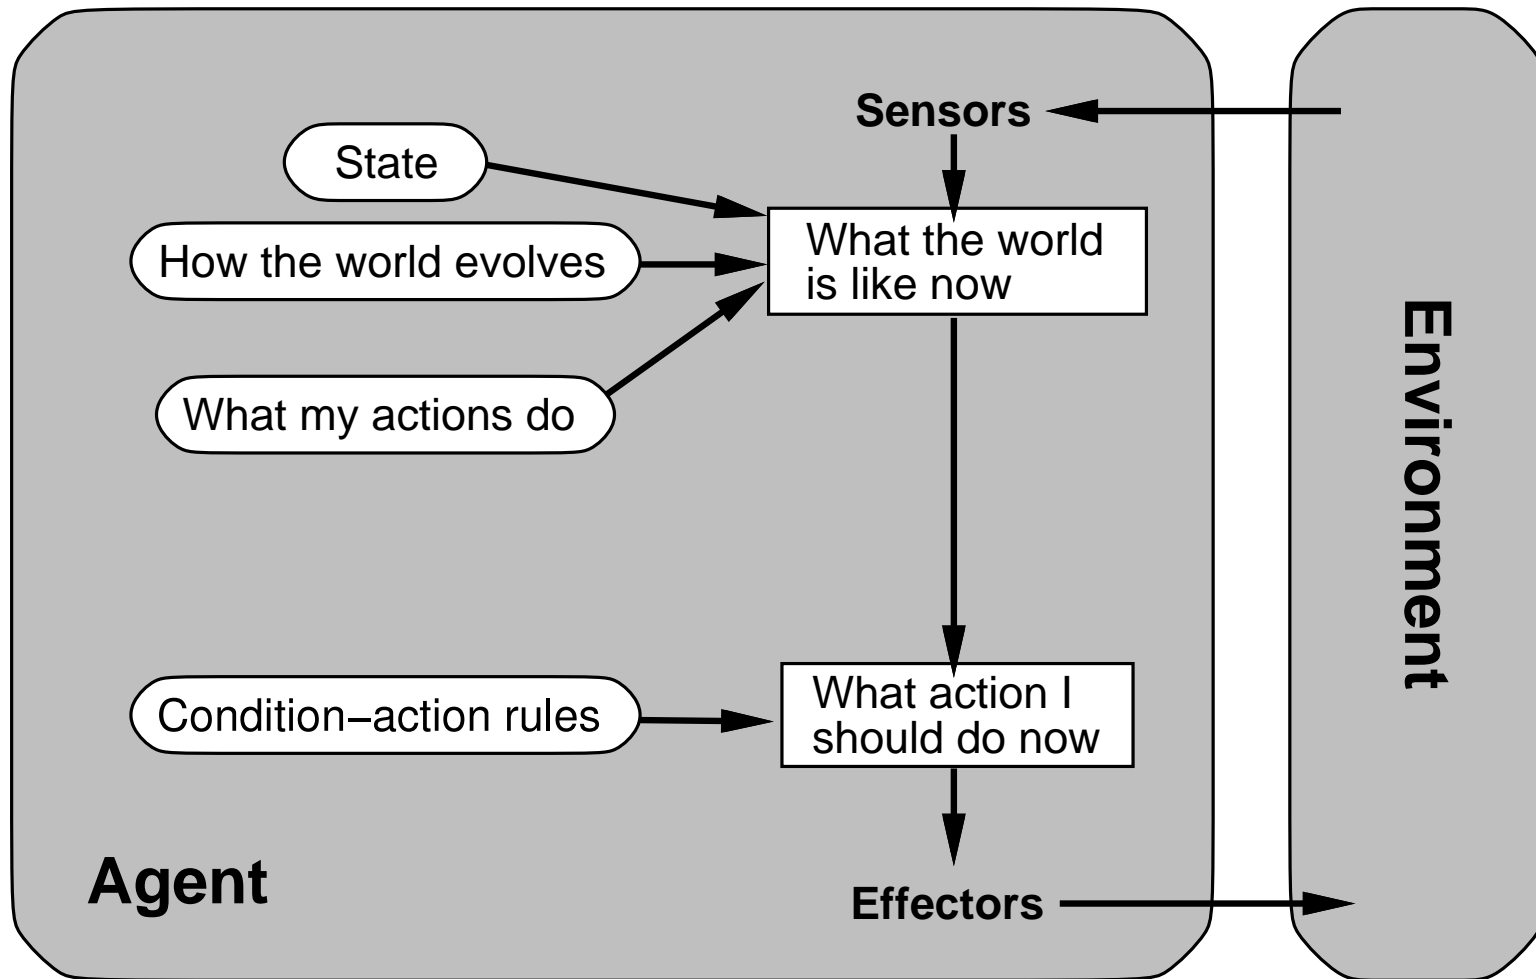 Sensors
State
How the world evolves
What the world
is like now
What my actions do
Environment
Condition−action rules
What action I
should do now
Agent
Effectors